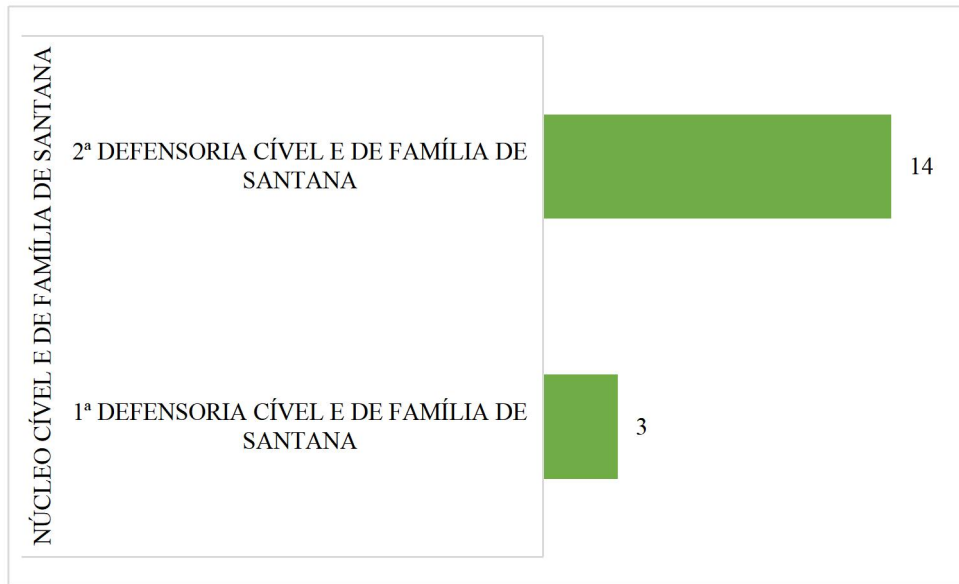 NÚCLEO CÍVEL E DE FAMÍLIA DE SANTANA
2ª DEFENSORIA CÍVEL E DE FAMÍLIA DE
SANTANA
14
1ª DEFENSORIA CÍVEL E DE FAMÍLIA DE
SANTANA
3